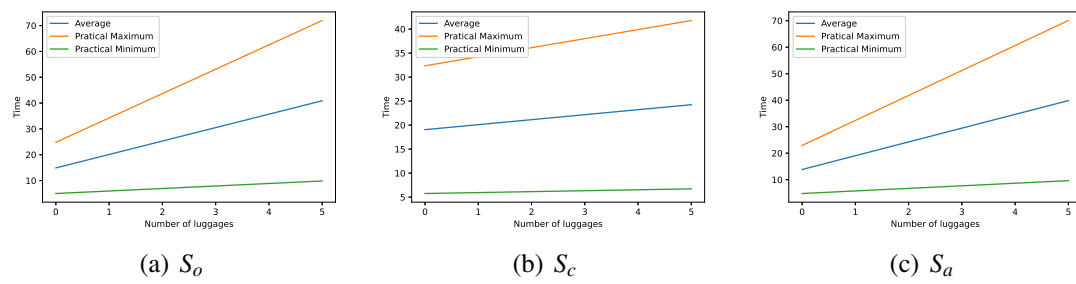 Average
Pratical Maximum
Practical Minimum
70
60
50
40
30
20
10
Time
0 1 2 3 4 5
Number of luggages
(a) S_o
Average
Pratical Maximum
Practical Minimum
40
35
30
25
20
15
10
5
Time
0 1 2 3 4 5
Number of luggages
(b) S_c
Average
Pratical Maximum
Practical Minimum
70
60
50
40
30
20
10
Time
0 1 2 3 4 5
Number of luggages
(c) S_a